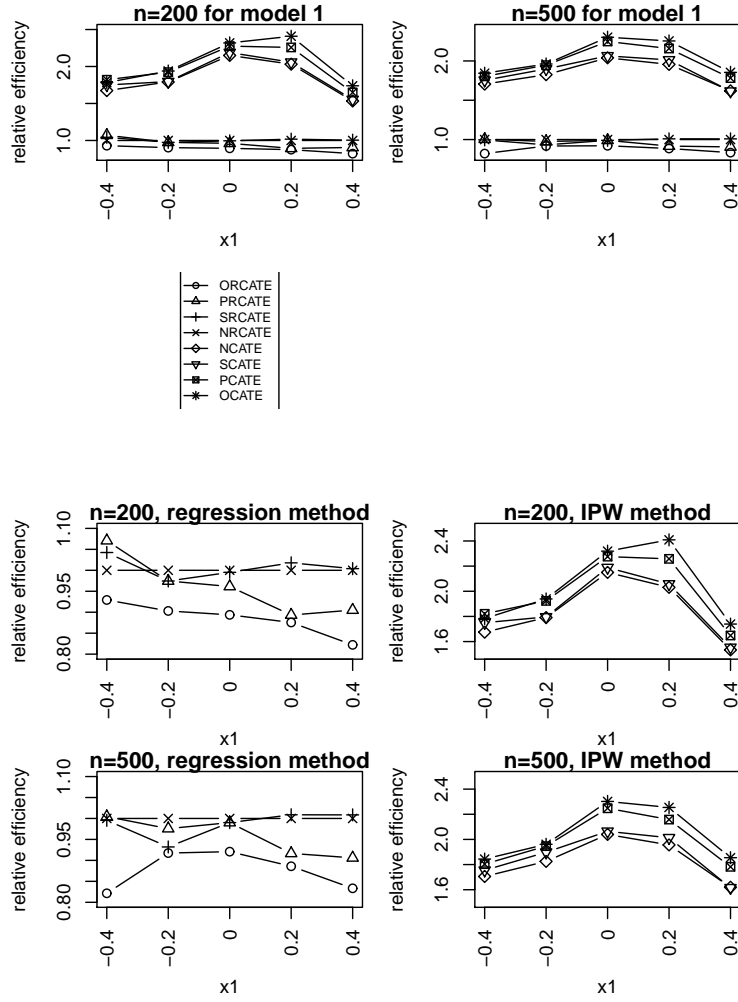 n=200 for model 1
relative efficiency
1.0
2.0
−0.4
−0.2
0
0.2
0.4
x1
n=500 for model 1
relative efficiency
1.0
2.0
−0.4
−0.2
0
0.2
0.4
x1
ORCATE
PRCATE
SRCATE
NRCATE
NCATE
SCATE
PCATE
OCATE
n=200, regression method
relative efficiency
0.80
0.95
1.10
−0.4
−0.2
0
0.2
0.4
x1
n=200, IPW method
relative efficiency
1.6
2.0
2.4
−0.4
−0.2
0
0.2
0.4
x1
n=500, regression method
relative efficiency
0.80
0.95
1.10
−0.4
−0.2
0
0.2
0.4
x1
n=500, IPW method
relative efficiency
1.6
2.0
2.4
−0.4
−0.2
0
0.2
0.4
x1